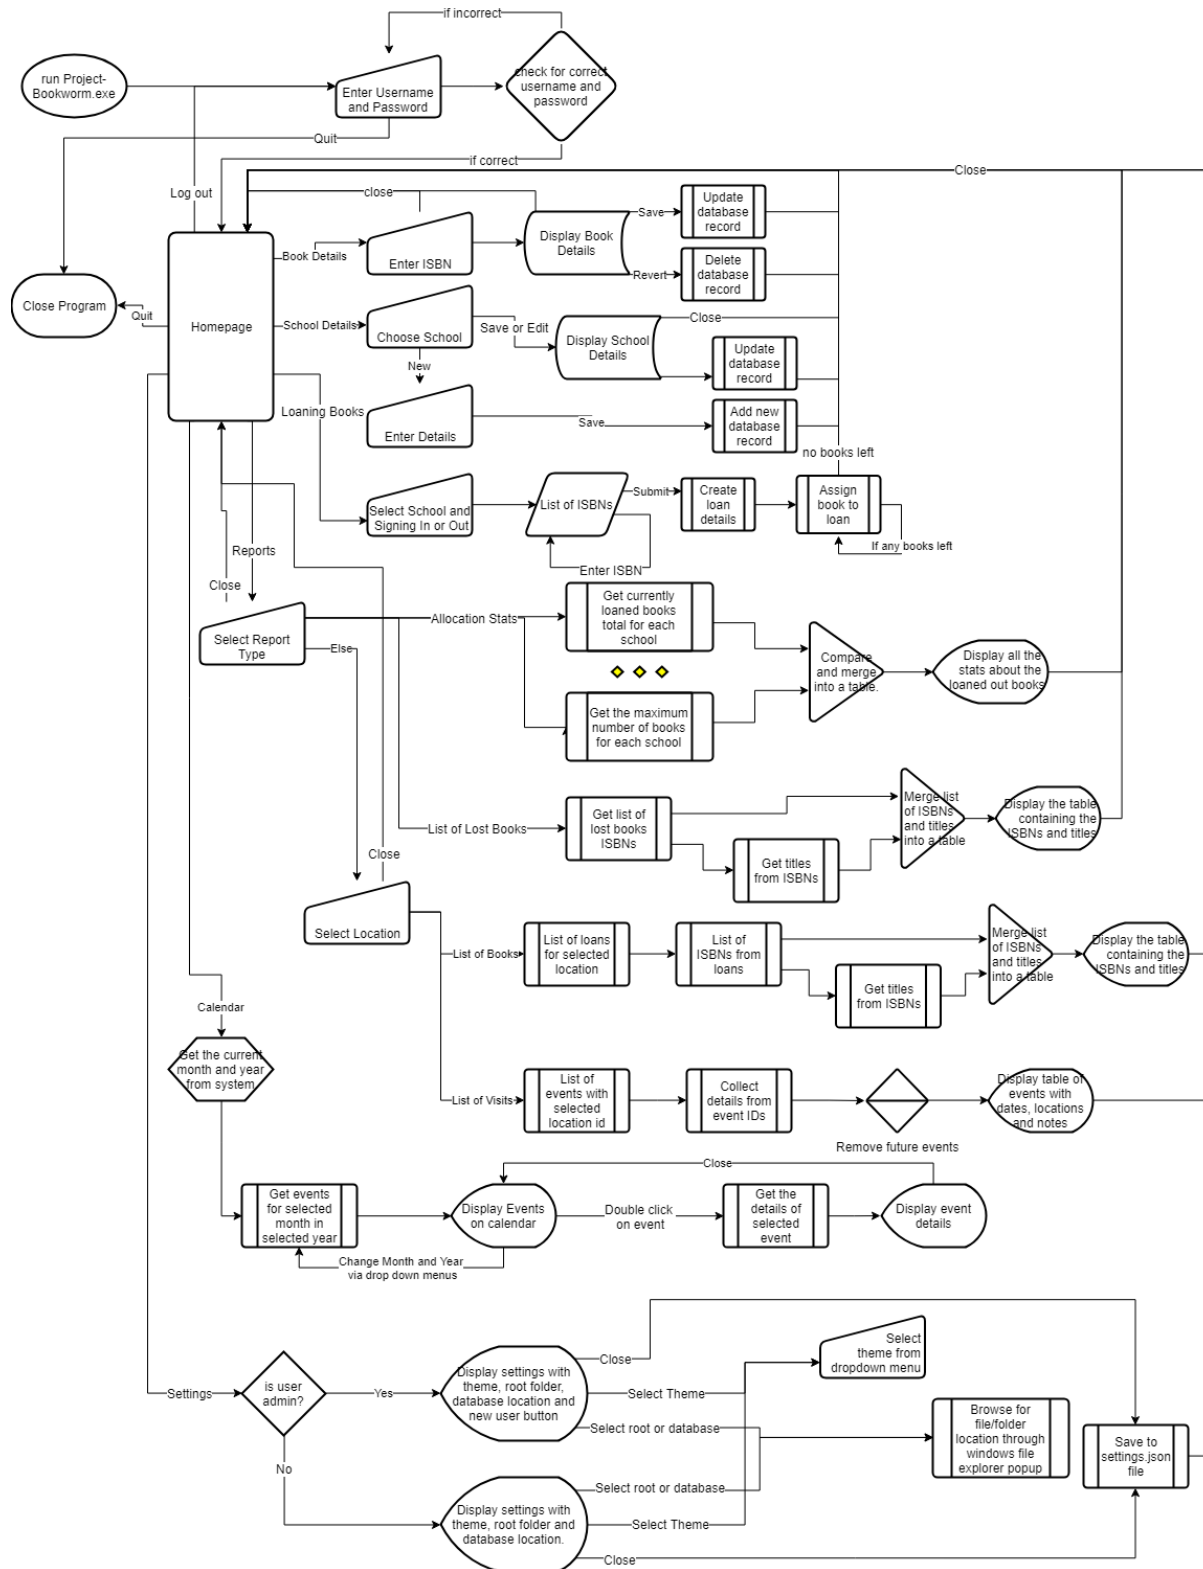 if incorrect
run Project-
Bookworm.exe
Enter Username
and Password
check for correct
username and
password
Quit
if correct
Log out
Close
close
Book Details
Enter ISBN
Display Book
Details
Save
Update
database
record
Revert
Delete
database
record
Close Program
Quit
Homepage
School Details
Choose School
Save or Edit
Display School
Details
Close
Update
database
record
New
Loaning Books
Enter Details
Save
Add new
database
record
no books left
Select School and
Signing In or Out
List of ISBNs
Submit
Create
loan
details
Assign
book to
loan
If any books left
Enter ISBN
Reports
Close
Select Report
Type
Else
Allocation Stats
Get currently
loaned books
total for each
school
Get the maximum
number of books
for each school
Compare
and merge
into a table.
Display all the
stats about the
loaned out books
List of Lost Books
Get list of
lost books
ISBNs
Get titles
from ISBNs
Merge list
of ISBNs
and titles
into a table
Display the table
containing the
ISBNs and titles
Close
Select Location
List of Books
List of loans
for selected
location
List of
ISBNs from
loans
Get titles
from ISBNs
Merge list
of ISBNs
and titles
into a table
Display the table
containing the
ISBNs and titles
Calendar
Get the current
month and year
from system
List of Visits
List of
events with
selected
location id
Collect
details from
event IDs
Remove future events
Display table of
events with
dates, locations
and notes
Close
Get events
for selected
month in
selected year
Display Events
on calendar
Double click
on event
Get the
details of
selected
event
Display event
details
Change Month and Year
via drop down menus
Settings
is user
admin?
Yes
Display settings with
theme, root folder,
database location and
new user button
Close
Select Theme
Select root or database
Select
theme from
dropdown menu
Browse for
file/folder
location through
windows file
explorer popup
Save to
settings.json
file
No
Display settings with
theme, root folder and
database location.
Select root or database
Select Theme
Close